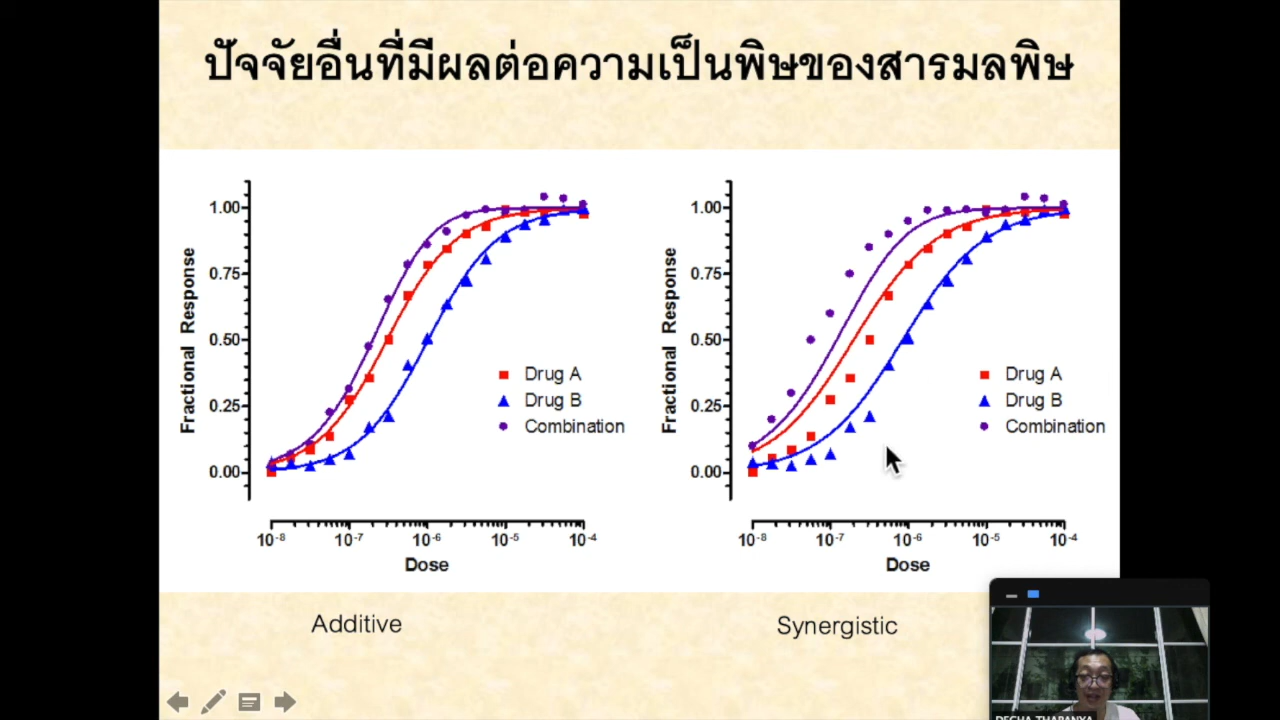 ปัจจัยอื่นที่มีผลต่อความเป็นพิษของสารมลพิษ
Fractional Response
1.00
0.75
0.50
0.25
0.00
Drug A
Drug B
Combination
10-8
10-7
10-6
10-5
10-4
Dose
Additive
Fractional Response
1.00
0.75
0.50
0.25
0.00
Drug A
Drug B
Combination
10-8
10-7
10-6
10-5
10-4
Dose
Synergistic
DECHA THAPANYA